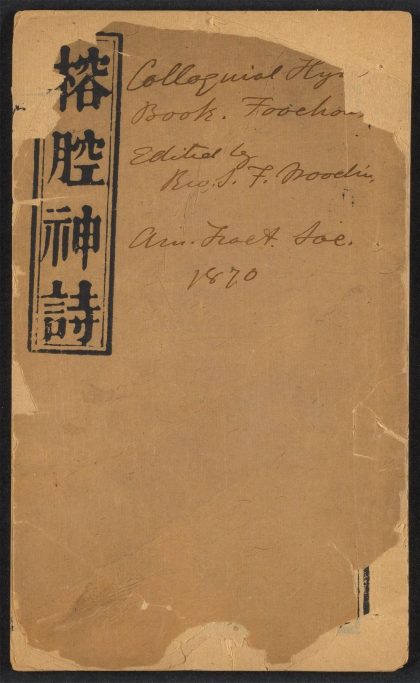 榕腔神詩
Colloquial Hy
Book. Foochow
Edited by
Rev. S. F. Woodin,
Am. Tract. Soc.
1870